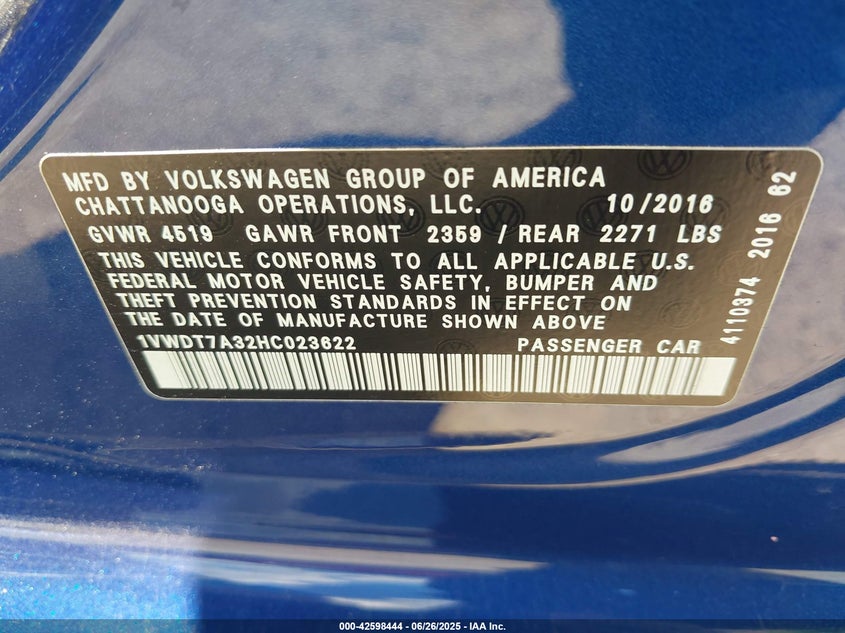 MFD BY VOLKSWAGEN GROUP OF AMERICA
CHATTANOOGA OPERATIONS, LLC. 10/2016
GVWR 4519 GAWR FRONT 2359 / REAR 2271 LBS
THIS VEHICLE CONFORMS TO ALL APPLICABLE U.S.
FEDERAL MOTOR VEHICLE SAFETY, BUMPER AND
THEFT PREVENTION STANDARDS IN EFFECT ON
THE DATE OF MANUFACTURE SHOWN ABOVE
1VWDT7A32HC023622 PASSENGER CAR
4110374 2016 62
000-42598444 | 06/26/2025 - IAA Inc.